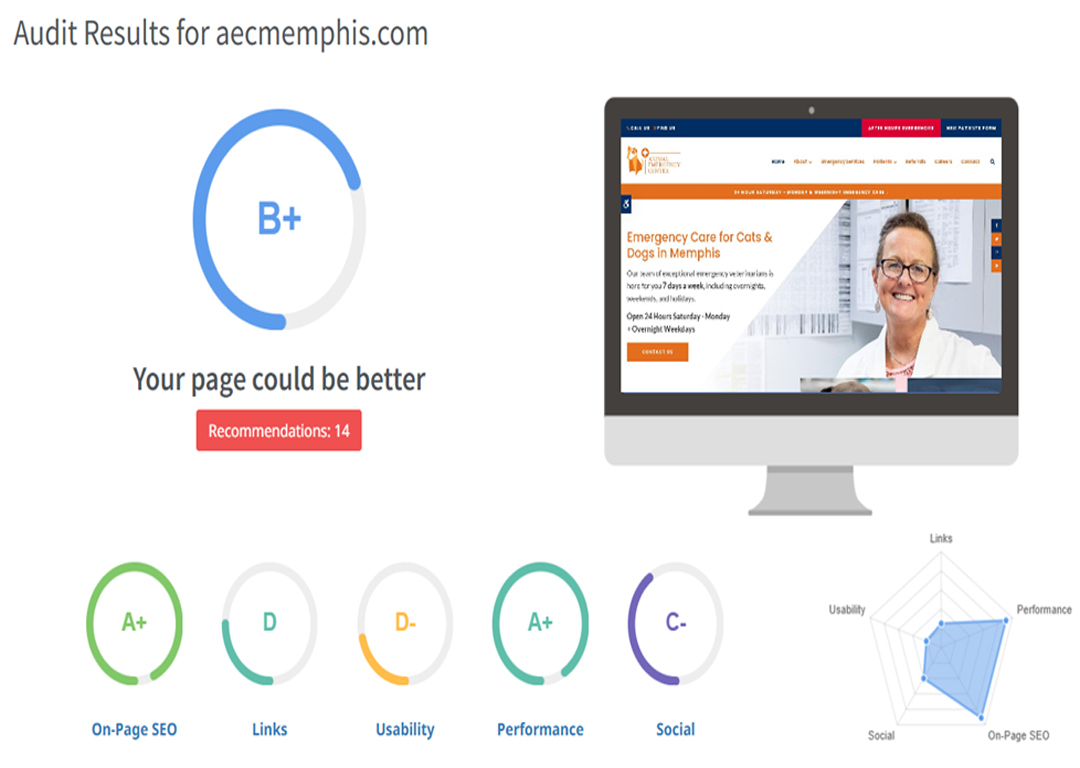 Audit Results for aecmemphis.com
B+
Your page could be better
Recommendations: 14
CALL US FIND US
AFTER HOURS EMERGENCIES
NEW PATIENTS FORM
ANIMAL
EMERGENCY
CENTER
Home About Emergency Services Patients Referrals Careers Contact
24 HOUR SATURDAY - MONDAY & OVERNIGHT EMERGENCY CARE
Emergency Care for Cats &
Dogs in Memphis
Our team of exceptional emergency veterinarians is
here for you 7 days a week, including overnights,
weekends, and holidays.
Open 24 Hours Saturday - Monday
+ Overnight Weekdays
CONTACT US
A+
D
D-
A+
C-
On-Page SEO
Links
Usability
Performance
Social
Links
Usability
Performance
Social
On-Page SEO